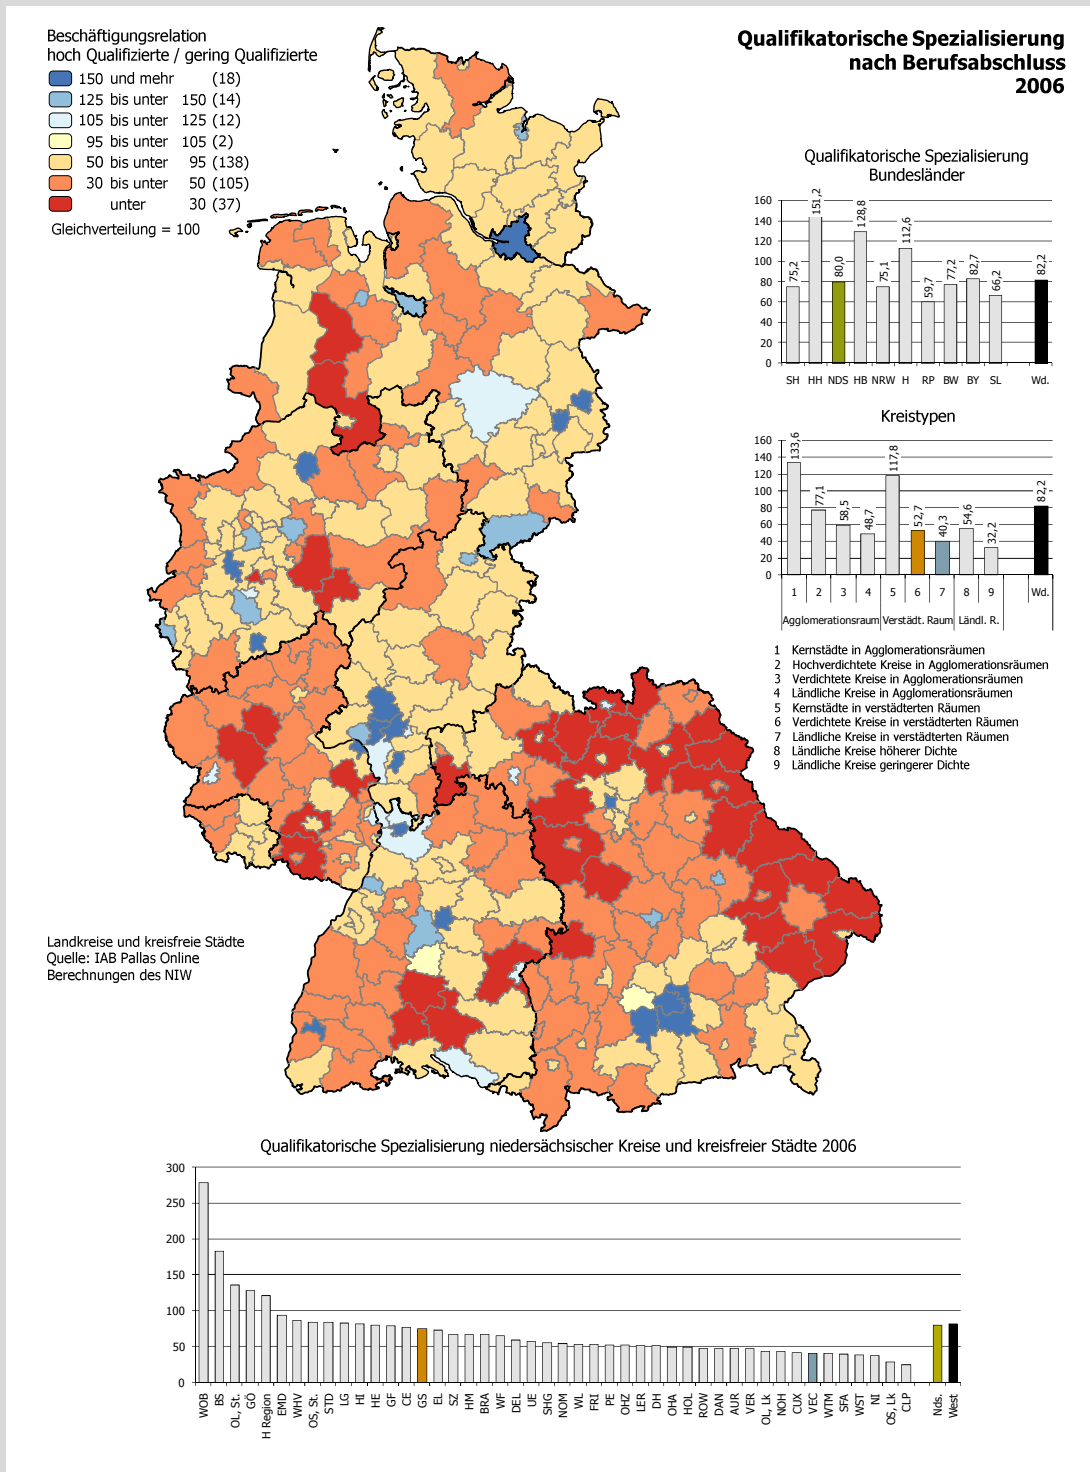 Beschäftigungsrelation
hoch Qualifizierte / gering Qualifizierte
150 und mehr (18)
125 bis unter 150 (14)
105 bis unter 125 (12)
95 bis unter 105 (2)
50 bis unter 95 (138)
30 bis unter 50 (105)
unter 30 (37)
Gleichverteilung = 100
Qualifikatorische Spezialisierung
nach Berufsabschluss
2006
Qualifikatorische Spezialisierung
Bundesländer
160
140
120
100
80
60
40
20
0
75,2
151,2
80,0
128,8
75,1
112,6
59,7
77,2
82,7
66,2
82,2
SH HH NDS HB NRW H RP BW BY SL Wd.
Kreistypen
160
140
120
100
80
60
40
20
0
133,6
77,1
58,5
48,7
117,8
52,7
40,3
54,6
32,2
82,2
1 2 3 4 5 6 7 8 9 Wd.
Agglomerationsraum Verstädt. Raum Ländl. R.
1 Kernstädte in Agglomerationsräumen
2 Hochverdichtete Kreise in Agglomerationsräumen
3 Verdichtete Kreise in Agglomerationsräumen
4 Ländliche Kreise in Agglomerationsräumen
5 Kernstädte in verstädterten Räumen
6 Verdichtete Kreise in verstädterten Räumen
7 Ländliche Kreise in verstädterten Räumen
8 Ländliche Kreise höherer Dichte
9 Ländliche Kreise geringerer Dichte
Landkreise und kreisfreie Städte
Quelle: IAB Pallas Online
Berechnungen des NIW
Qualifikatorische Spezialisierung niedersächsischer Kreise und kreisfreier Städte 2006
300
250
200
150
100
50
0
WOB BS OL, St. GÖ H Region EMD WHV OS, St. STD LG HI HE GF CE GS EL SZ HM BRA WF DEL UE SHG NOM WL FRI PE OHZ LER DH OHA HOL ROW DAN AUR VER OL, Lk NOH CUX VEC WTM SFA WST NI OS, Lk CLP Nds. West